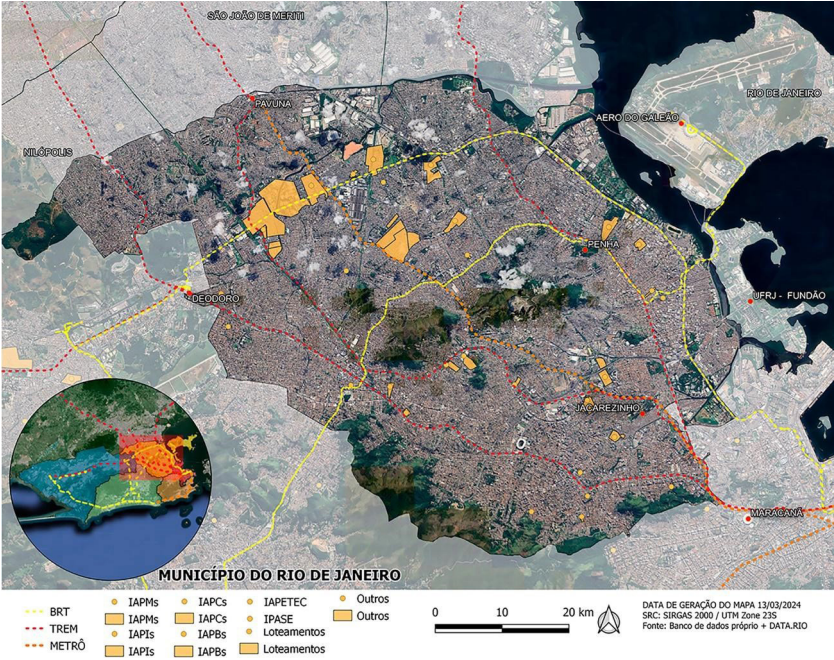 SÃO JOÃO DE MERITI
RIO DE JANEIRO
PAVUNA
AERO DO GALEÃO
NILÓPOLIS
PENHA
DEODORO
UFRJ - FUNDÃO
JACAREZINHO
MARACANÃ
MUNICÍPIO DO RIO DE JANEIRO
BRT
TREM
METRÔ
IAPMs
IAPMs
IAPIs
IAPIs
IAPCs
IAPCs
IAPBs
IAPBs
IAPETEC
IPASE
Loteamentos
Loteamentos
Outros
Outros
0 10 20 km
DATA DE GERAÇÃO DO MAPA 13/03/2024
SRC: SIRGAS 2000 / UTM Zone 23S
Fonte: Banco de dados próprio + DATA.RIO